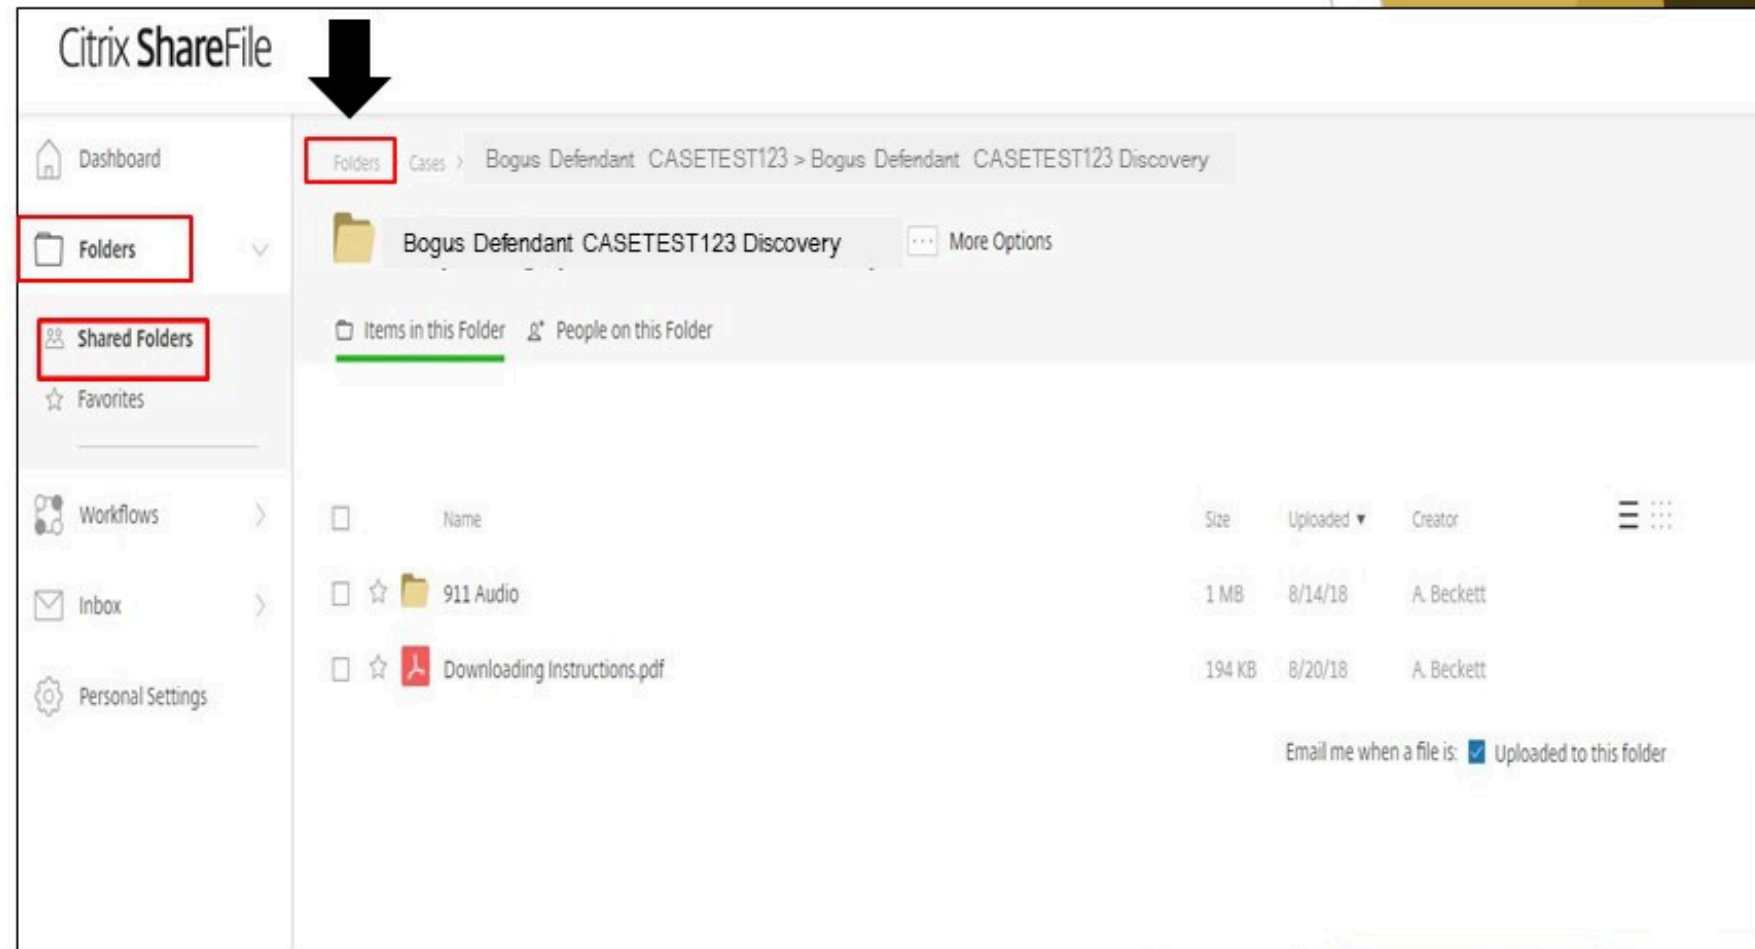 Citrix ShareFile
Dashboard
Folders
Shared Folders
Favorites
Workflows
Inbox
Personal Settings
Folders Cases > Bogus Defendant CASETEST123 > Bogus Defendant CASETEST123 Discovery
Bogus Defendant CASETEST123 Discovery ... More Options
Items in this Folder People on this Folder
Name Size Uploaded ▼ Creator
911 Audio 1 MB 8/14/18 A. Beckett
Downloading Instructions.pdf 194 KB 8/20/18 A. Beckett
Email me when a file is: Uploaded to this folder